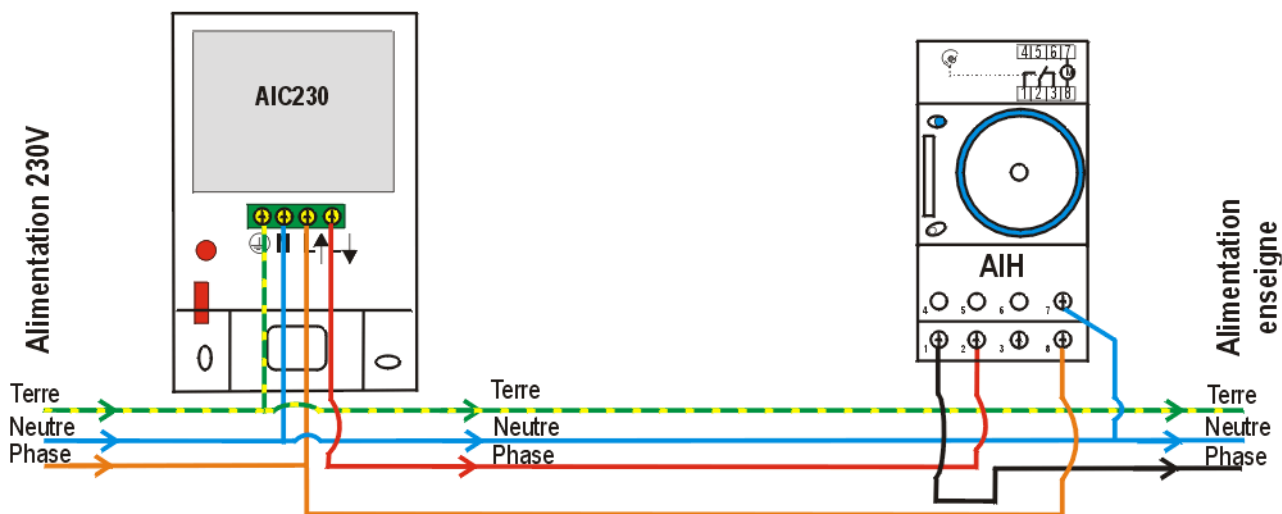 AIC230
Alimentation 230V
N
L L
Terre
Neutre
Phase
Terre
Neutre
Phase
4 5 6 7
M
1 2 3 8
AIH
4 5 6 7
1 2 3 8
Alimentation
enseigne
Terre
Neutre
Phase